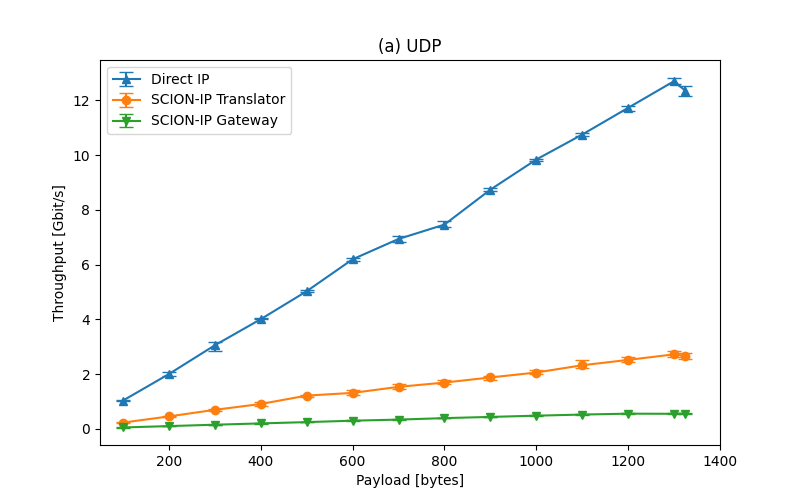 (a) UDP
Direct IP
SCION-IP Translator
SCION-IP Gateway
Throughput [Gbit/s]
12
10
8
6
4
2
0
200 400 600 800 1000 1200 1400
Payload [bytes]